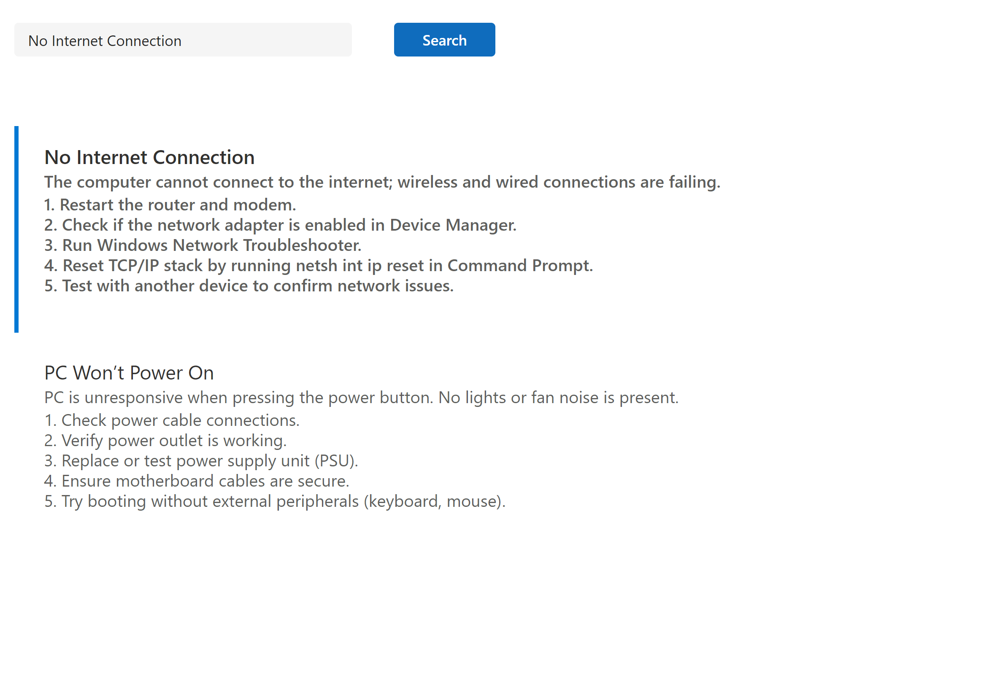 No Internet Connection
Search
No Internet Connection
The computer cannot connect to the internet; wireless and wired connections are failing.
1. Restart the router and modem.
2. Check if the network adapter is enabled in Device Manager.
3. Run Windows Network Troubleshooter.
4. Reset TCP/IP stack by running netsh int ip reset in Command Prompt.
5. Test with another device to confirm network issues.
PC Won’t Power On
PC is unresponsive when pressing the power button. No lights or fan noise is present.
1. Check power cable connections.
2. Verify power outlet is working.
3. Replace or test power supply unit (PSU).
4. Ensure motherboard cables are secure.
5. Try booting without external peripherals (keyboard, mouse).